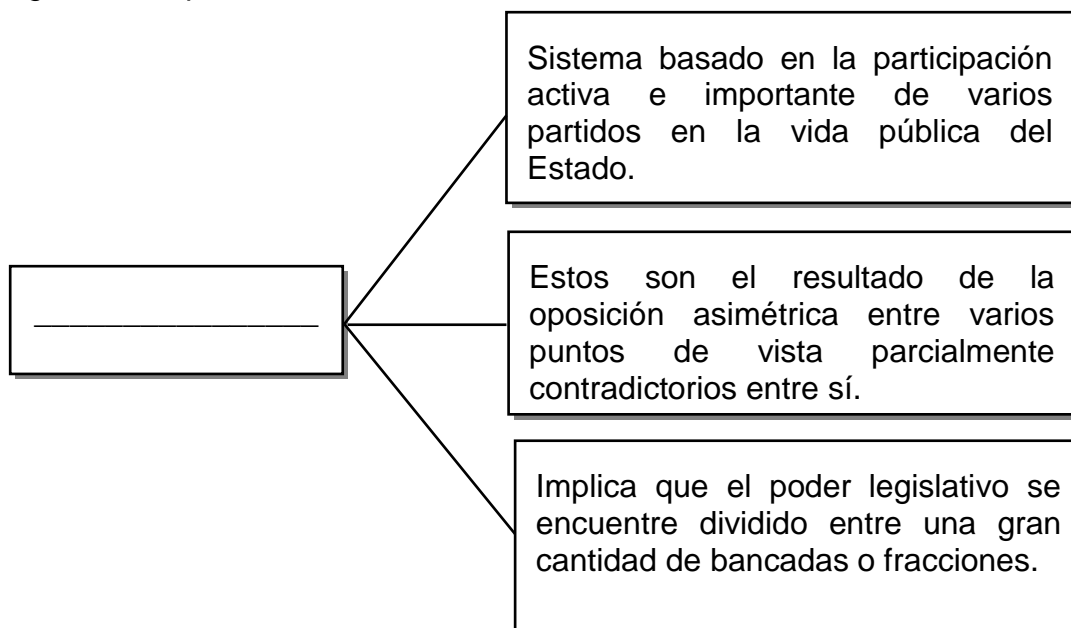 Sistema basado en la participación
activa e importante de varios
partidos en la vida pública del
Estado.
_________________
Estos son el resultado de la
oposición asimétrica entre varios
puntos de vista parcialmente
contradictorios entre sí.
Implica que el poder legislativo se
encuentre dividido entre una gran
cantidad de bancadas o fracciones.